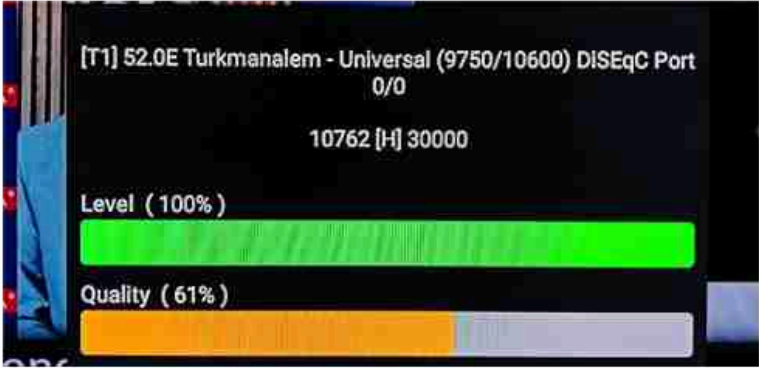 [T1] 52.0E Turkmanalem - Universal (9750/10600) DiSEqC Port
0/0
10762 [H] 30000
Level ( 100% )
Quality ( 61% )